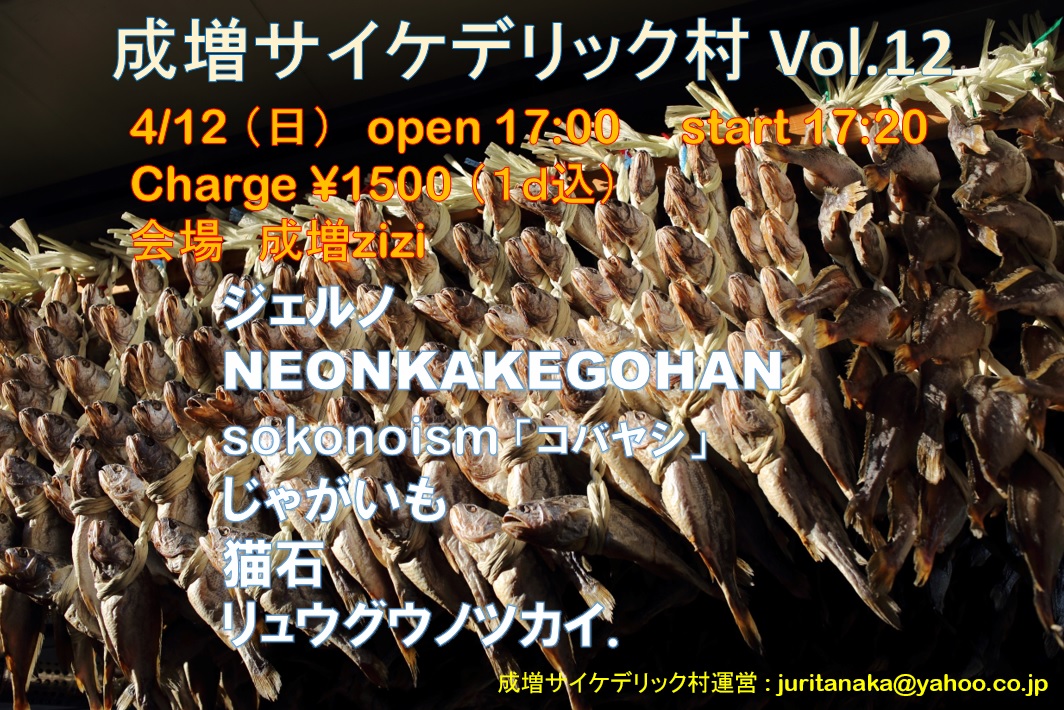 成増サイケデリック村 Vol.12
4/12（日） open 17:00 start 17:20
Charge ¥1500（1d込）
会場 成増zizi
ジェルノ
NEONKAKEGOHAN
sokonoism「コバヤシ」
じゃがいも
猫石
リュウグウノツカイ.
成増サイケデリック村運営：juritanaka@yahoo.co.jp